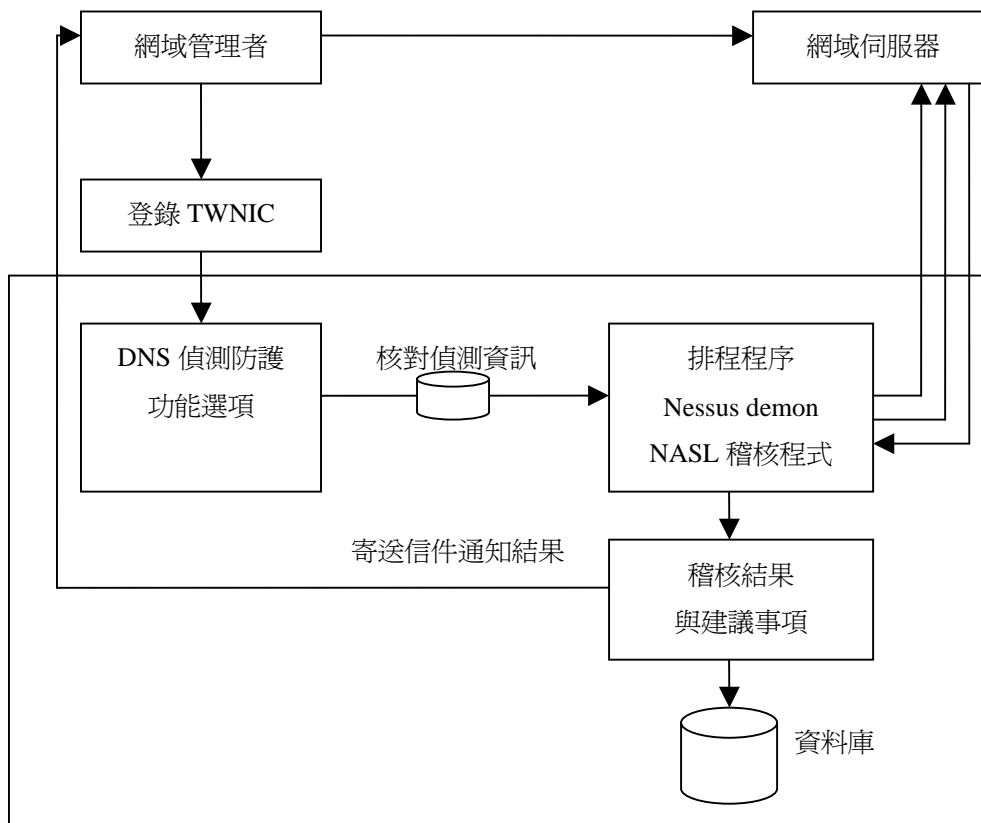 網域管理者
網域伺服器
登錄 TWNIC
DNS 偵測防護
功能選項
核對偵測資訊
排程程序
Nessus demon
NASL 稽核程式
寄送信件通知結果
稽核結果
與建議事項
資料庫